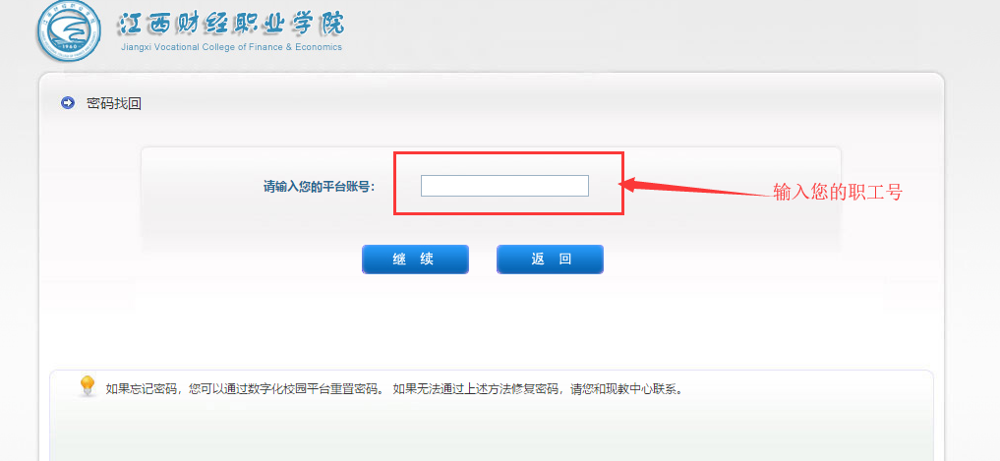 江西财经职业学院
Jiangxi Vocational College of Finance & Economics
1960
密码找回
请输入您的平台账号：
输入您的职工号
继 续 返 回
如果忘记密码，您可以通过数字化校园平台重置密码。 如果无法通过上述方法修复密码，请您和现教中心联系。